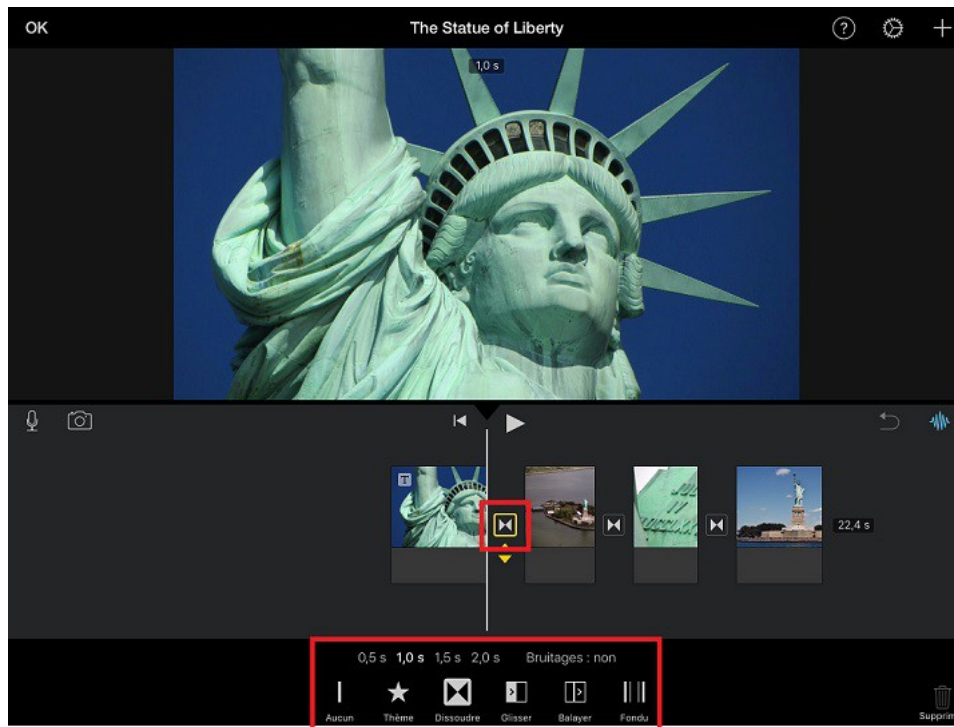 OK The Statue of Liberty ?
1,0 s
T
22,4 s
0,5 s 1,0 s 1,5 s 2,0 s Bruitages : non
Aucun Thème Dissoudre Glisser Balayer Fondu Supprim